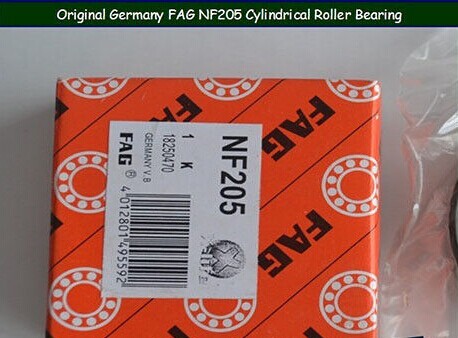 Original Germany FAG NF205 Cylindrical Roller Bearing
FAG
FAG
FAG
NF205
1 K
18250470
GERMANY V. B
FAG ®
4 012801 495592